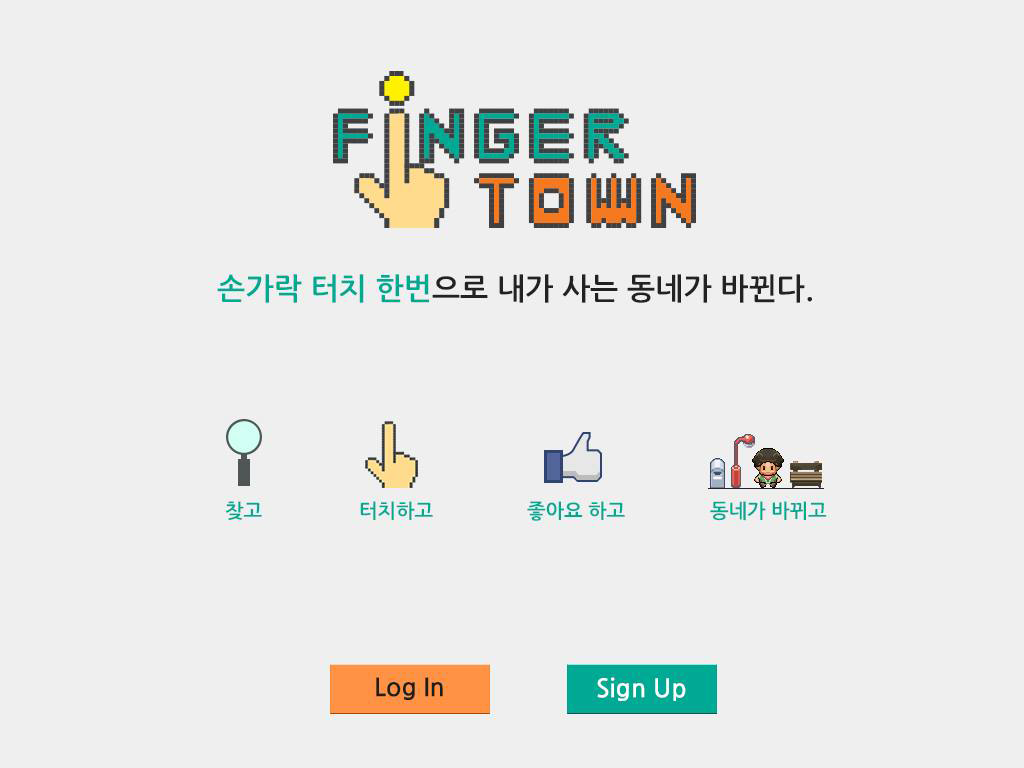 FINGER
TOWN
손가락 터치 한번으로 내가 사는 동네가 바뀐다.
찾고 터치하고 좋아요 하고 동네가 바뀌고
Log In Sign Up